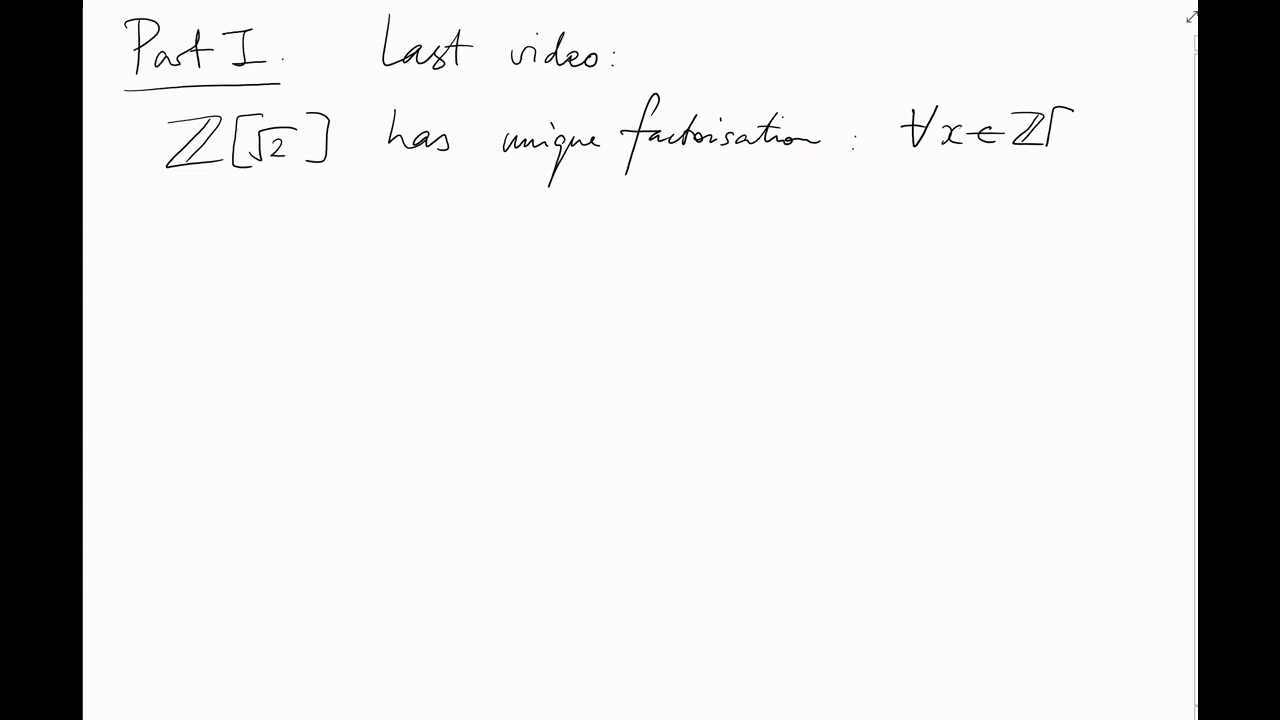 Part I. Last video:
ℤ[√2] has unique factorisation : ∀x∈ℤ[